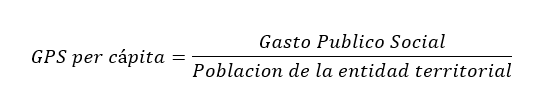 GPS per cápita = Gasto Publico Social
Poblacion de la entidad territorial